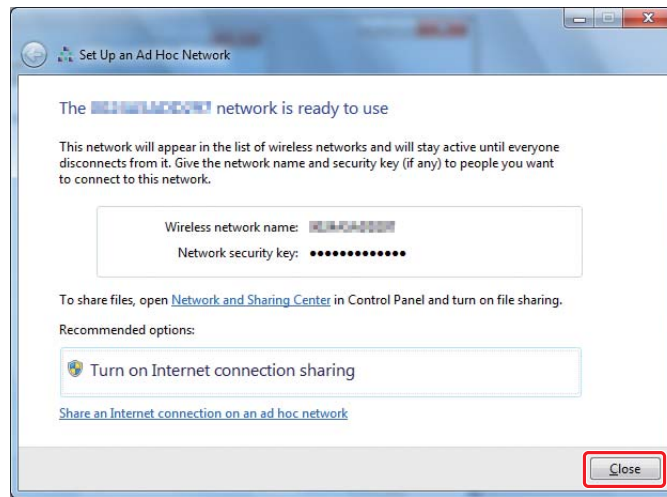 Set Up an Ad Hoc Network
The network is ready to use
This network will appear in the list of wireless networks and will stay active until everyone
disconnects from it. Give the network name and security key (if any) to people you want
to connect to this network.
Wireless network name:
Network security key: ●●●●●●●●●●●●●
To share files, open Network and Sharing Center in Control Panel and turn on file sharing.
Recommended options:
Turn on Internet connection sharing
Share an Internet connection on an ad hoc network
Close